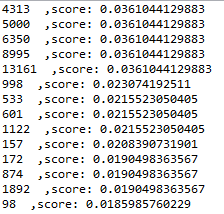 4313  ,score: 0.0361044129883
5000  ,score: 0.0361044129883
6350  ,score: 0.0361044129883
8995  ,score: 0.0361044129883
13161  ,score: 0.0361044129883
998  ,score: 0.023074192511
533  ,score: 0.0215523050405
601  ,score: 0.0215523050405
1122  ,score: 0.0215523050405
157  ,score: 0.0208390731901
172  ,score: 0.0190498363567
874  ,score: 0.0190498363567
1892  ,score: 0.0190498363567
98  ,score: 0.0185985760229